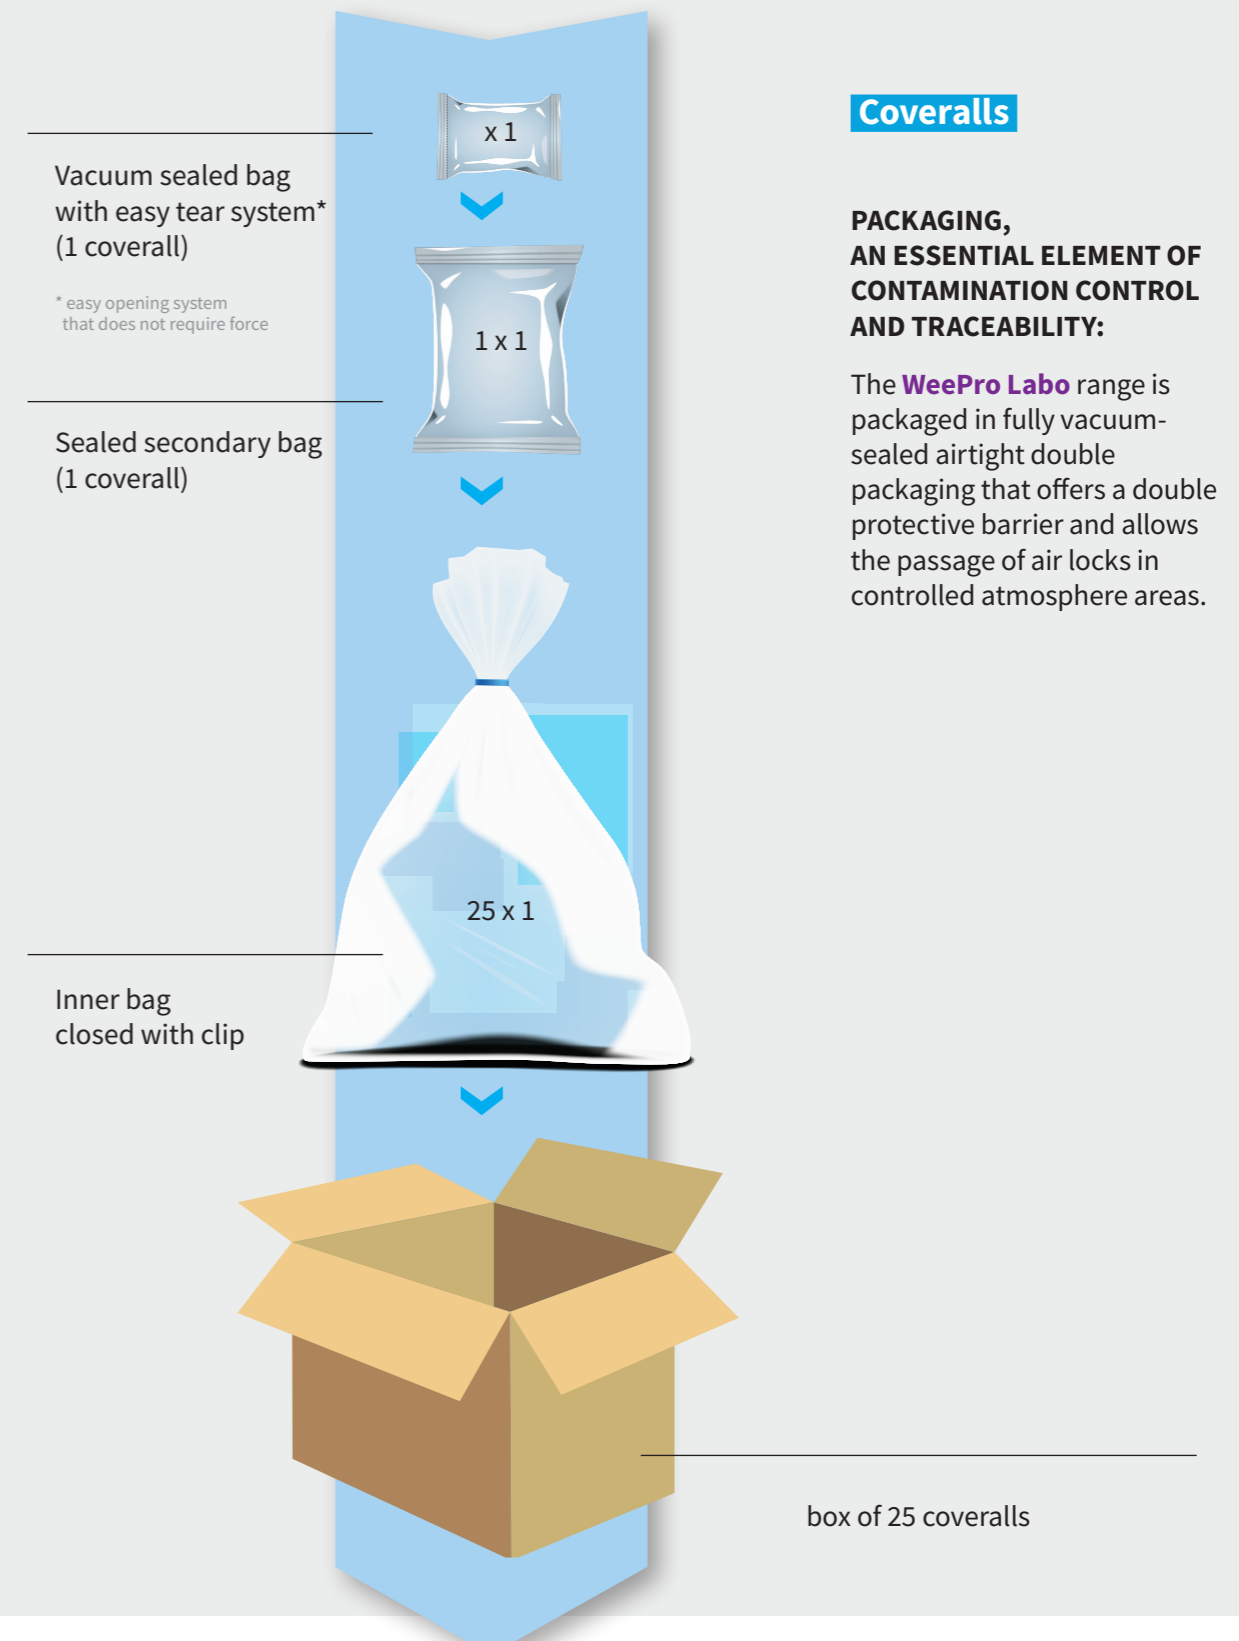 x 1
Vacuum sealed bag
with easy tear system*
(1 coverall)
* easy opening system
that does not require force
1 x 1
Sealed secondary bag
(1 coverall)
25 x 1
Inner bag
closed with clip
box of 25 coveralls
Coveralls
PACKAGING,
AN ESSENTIAL ELEMENT OF
CONTAMINATION CONTROL
AND TRACEABILITY:
The WeePro Labo range is
packaged in fully vacuum-
sealed airtight double
packaging that offers a double
protective barrier and allows
the passage of air locks in
controlled atmosphere areas.